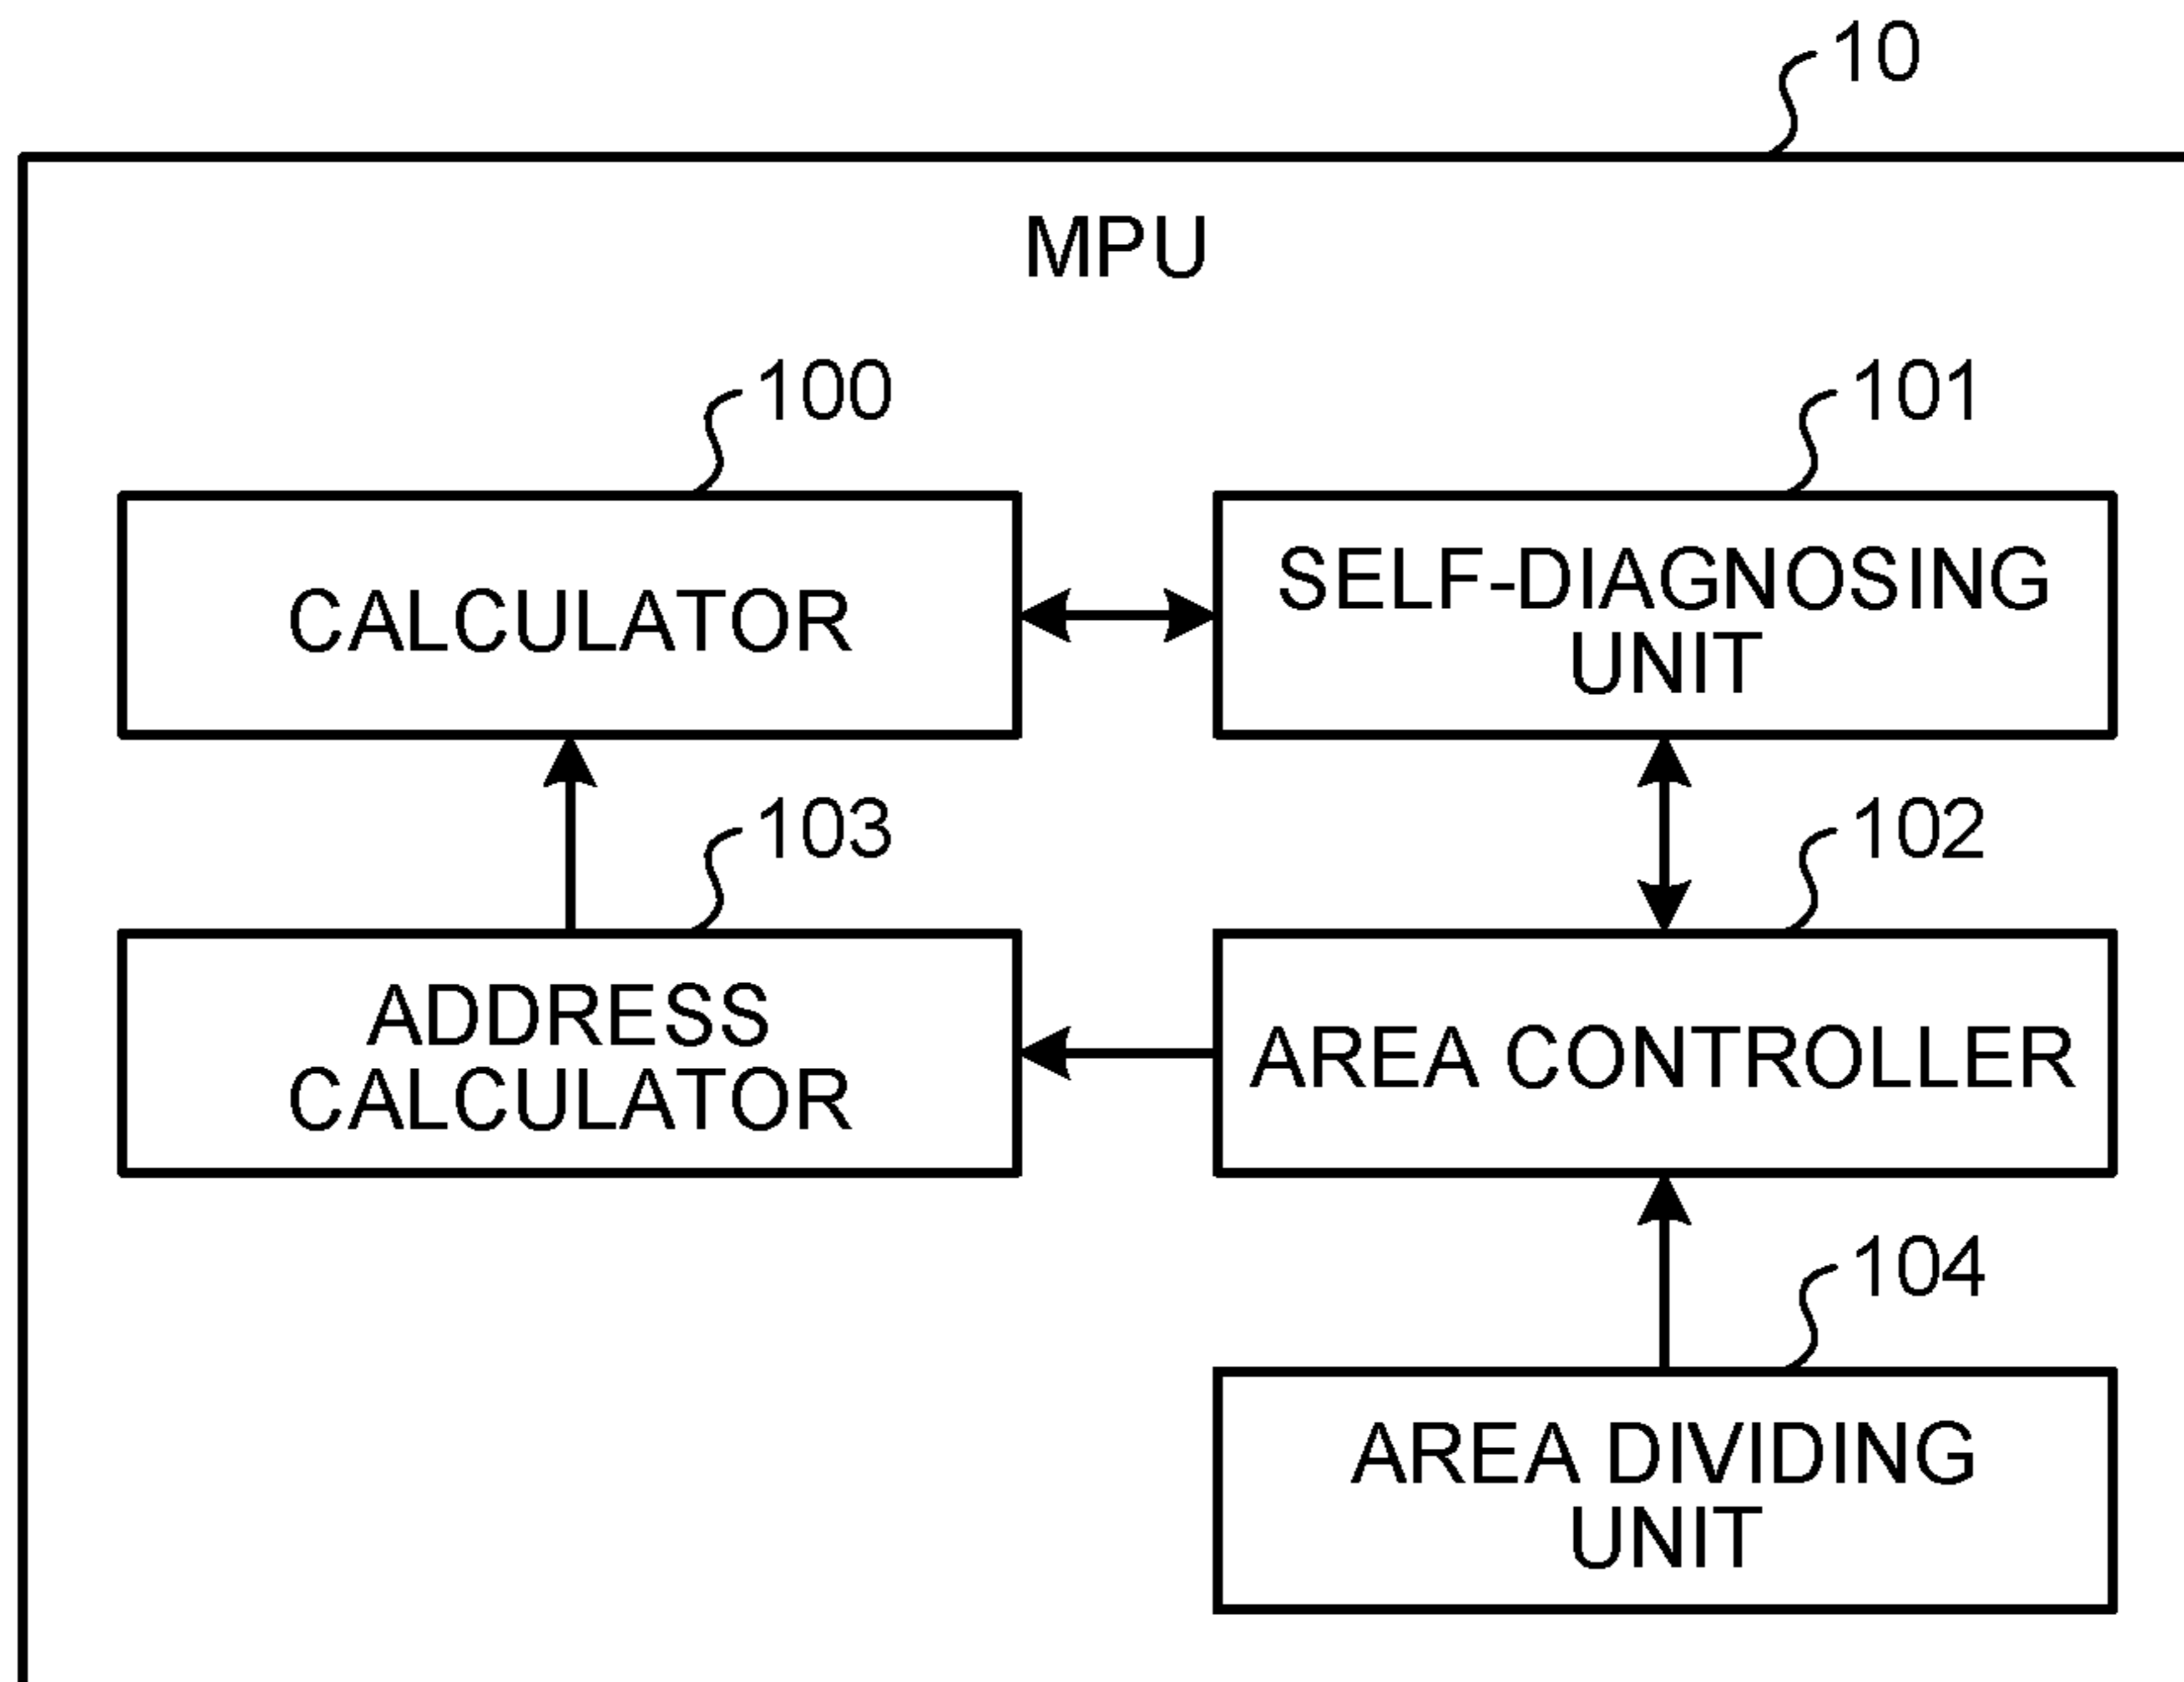 10
MPU
100
101
CALCULATOR
SELF-DIAGNOSING
UNIT
103
102
ADDRESS
CALCULATOR
AREA CONTROLLER
104
AREA DIVIDING
UNIT